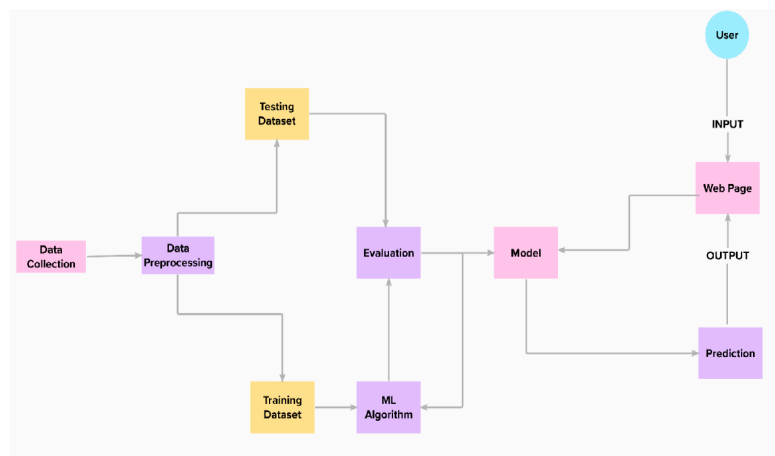 User
INPUT
Web Page
OUTPUT
Testing
Dataset
Data
Collection
Data
Preprocessing
Evaluation
Model
Prediction
Training
Dataset
ML
Algorithm